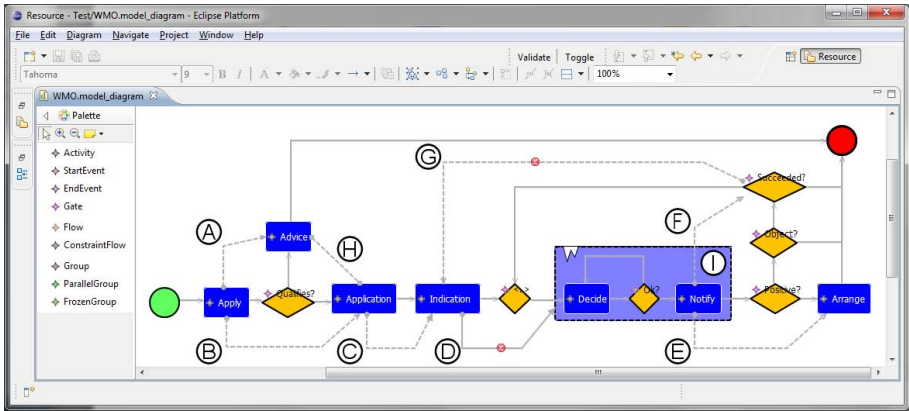 Resource - Test/WMO.model_diagram - Eclipse Platform
File Edit Diagram Navigate Project Window Help
Validate Toggle Resource
Tahoma 9 B I A 100%
WMO.model_diagram
Palette
Activity
StartEvent
EndEvent
Gate
Flow
ConstraintFlow
Group
ParallelGroup
FrozenGroup
G
Succeeded?
A
F
H
Advice
Object?
W
I
Apply
Qualifies?
Application
Indication
<->
Decide
Ok?
Notify
Positive?
Arrange
B
C
D
E